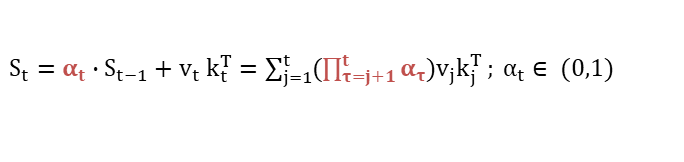 S_t = α_t · S_{t−1} + v_t k_t^T = ∑_{j=1}^t (∏_{τ=j+1}^t α_τ) v_j k_j^T ; α_t ∈ (0,1)